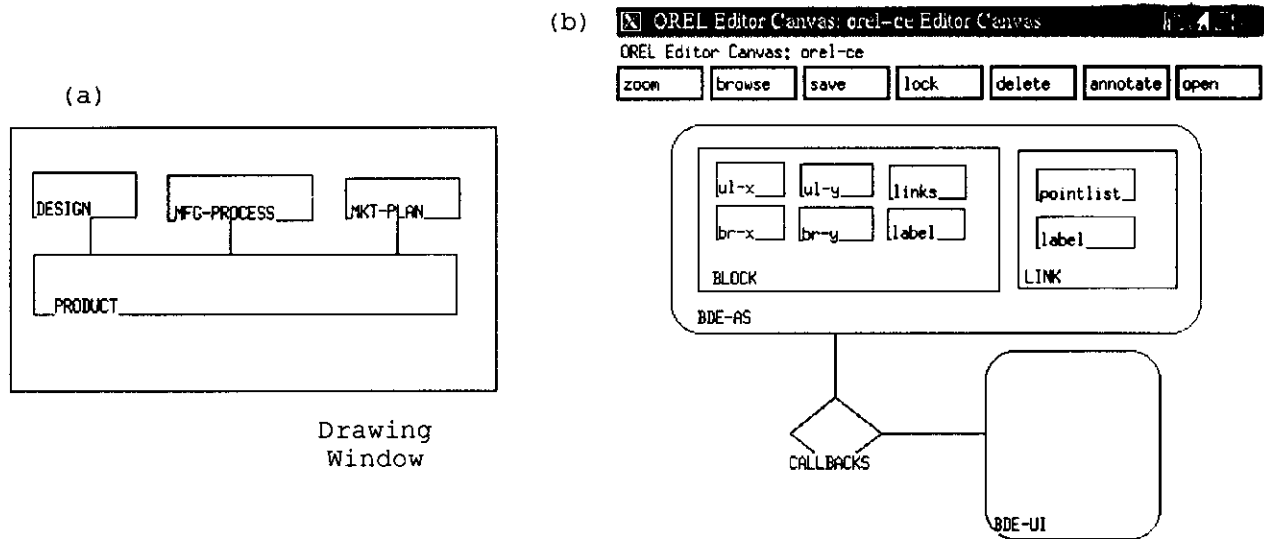 (a)
DESIGN
MFG-PROCESS
MKT-PLAN
PRODUCT
Drawing
Window
(b)
OREL Editor Canvas: orel-ce Editor Canvas
OREL Editor Canvas: orel-ce
zoom browse save lock delete annotate open
ul-x ul-y links
br-x br-y label
BLOCK
pointlist
label
LINK
BDE-AS
CALLBACKS
BDE-UI